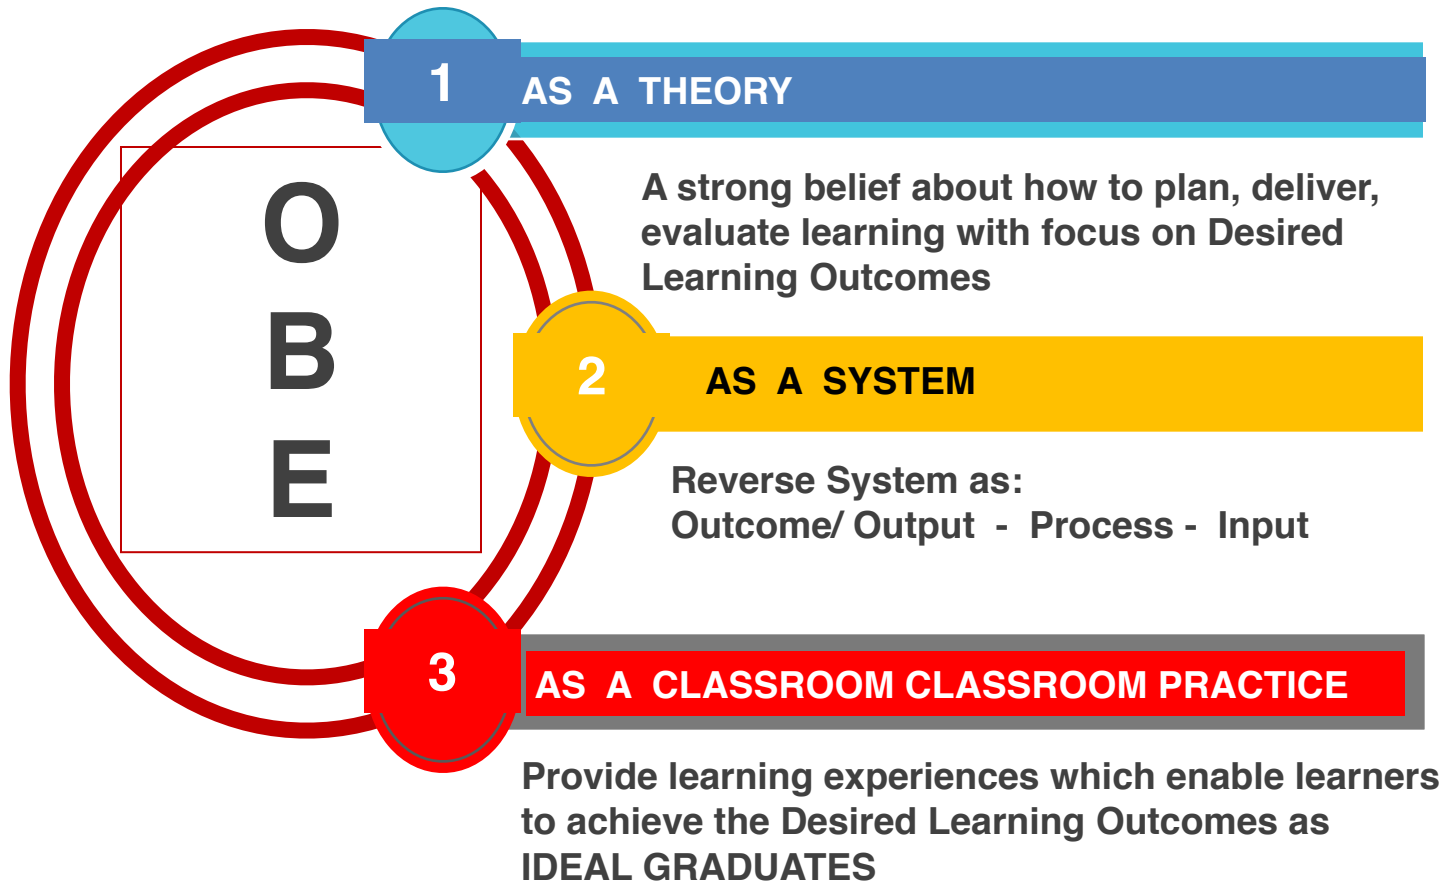 O
B
E
1
AS A THEORY
A strong belief about how to plan, deliver,
evaluate learning with focus on Desired
Learning Outcomes
2
AS A SYSTEM
Reverse System as:
Outcome/ Output - Process - Input
3
AS A CLASSROOM CLASSROOM PRACTICE
Provide learning experiences which enable learners
to achieve the Desired Learning Outcomes as
IDEAL GRADUATES